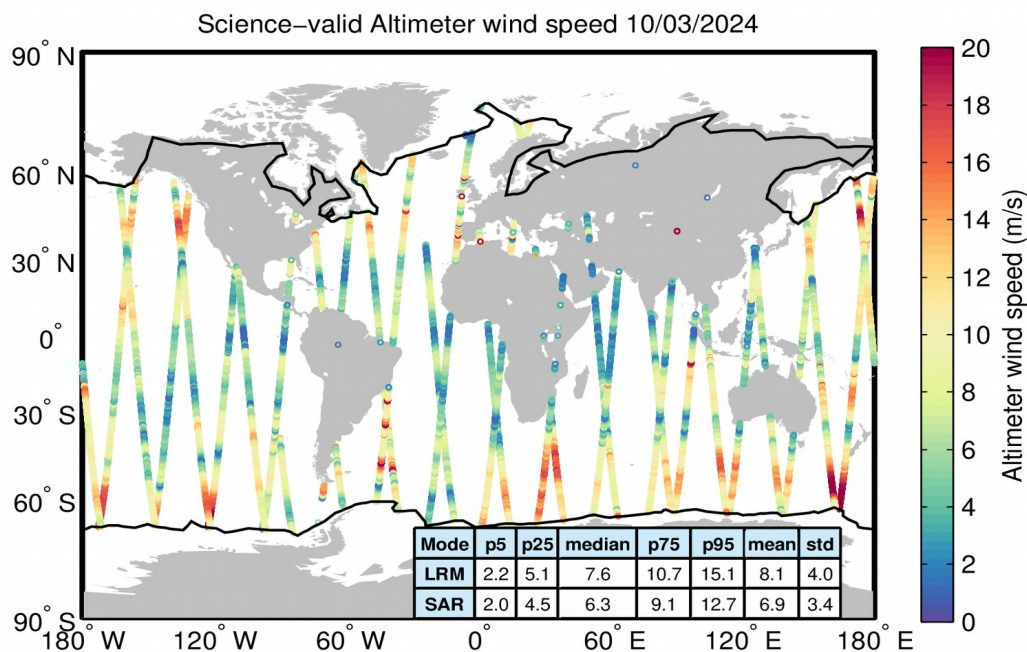 Science−valid Altimeter wind speed 10/03/2024
90° N
60° N
30° N
0°
30° S
60° S
90° S
180° W
120° W
60° W
0°
60° E
120° E
180° E
Mode p5 p25 median p75 p95 mean std
LRM 2.2 5.1 7.6 10.7 15.1 8.1 4.0
SAR 2.0 4.5 6.3 9.1 12.7 6.9 3.4
20
18
16
14
12
10
8
6
4
2
0
Altimeter wind speed (m/s)